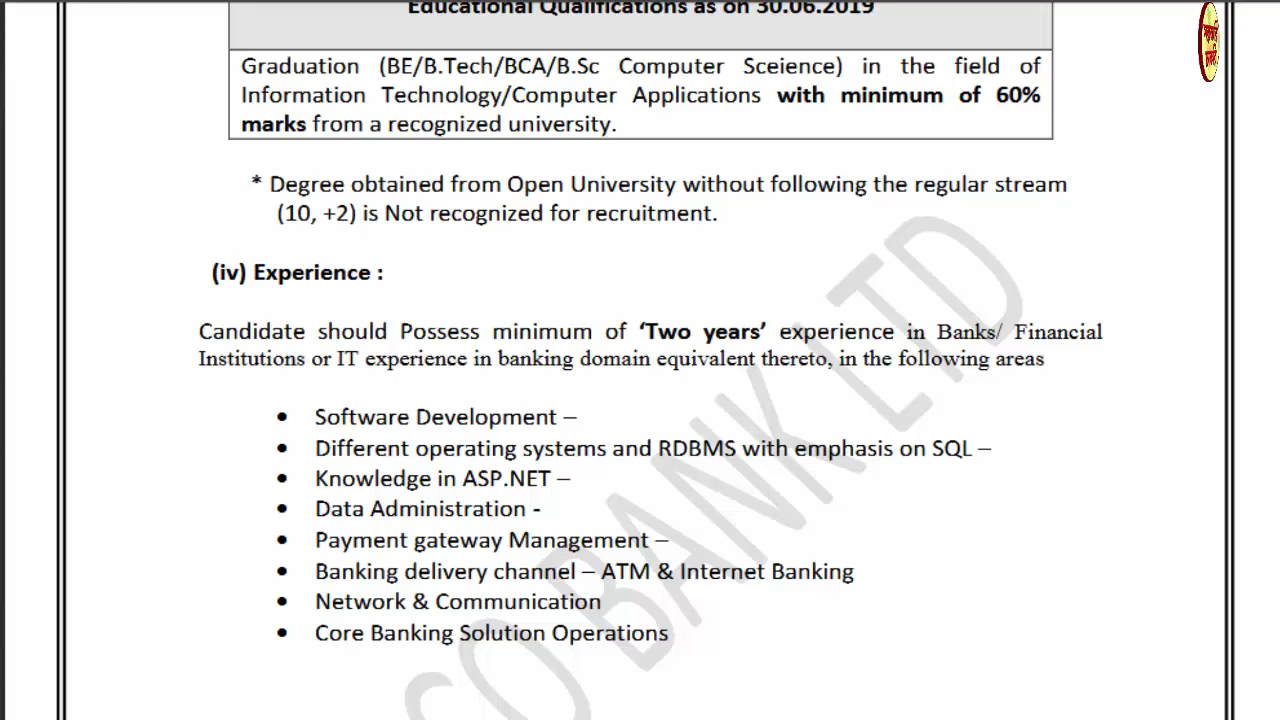 Educational Qualifications as on 30.06.2019
Graduation (BE/B.Tech/BCA/B.Sc Computer Sceience) in the field of
Information Technology/Computer Applications with minimum of 60%
marks from a recognized university.
* Degree obtained from Open University without following the regular stream
(10, +2) is Not recognized for recruitment.
(iv) Experience :
Candidate should Possess minimum of ‘Two years’ experience in Banks/ Financial
Institutions or IT experience in banking domain equivalent thereto, in the following areas
• Software Development –
• Different operating systems and RDBMS with emphasis on SQL –
• Knowledge in ASP.NET –
• Data Administration -
• Payment gateway Management –
• Banking delivery channel – ATM & Internet Banking
• Network & Communication
• Core Banking Solution Operations
CO BANK LTD